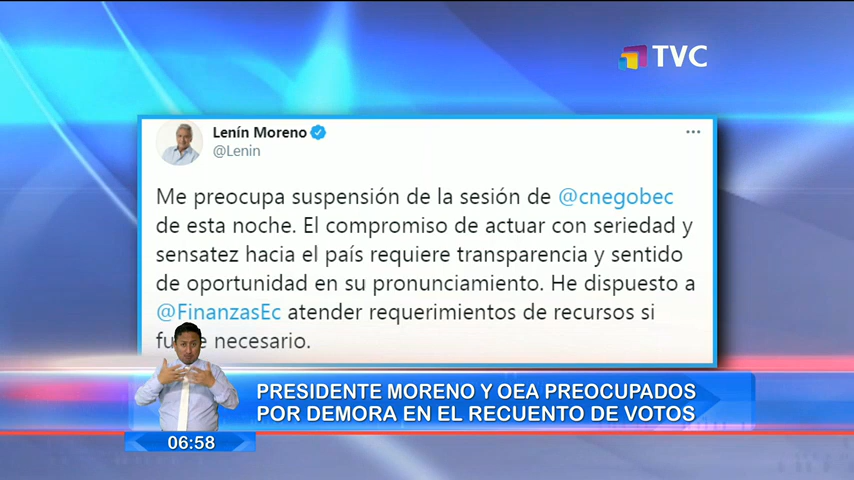 TVC
Lenín Moreno
@Lenin
Me preocupa suspensión de la sesión de @cnegobec
de esta noche. El compromiso de actuar con seriedad y
sensatez hacia el país requiere transparencia y sentido
de oportunidad en su pronunciamiento. He dispuesto a
@FinanzasEc atender requerimientos de recursos si
necesario.
PRESIDENTE MORENO Y OEA PREOCUPADOS
POR DEMORA EN EL RECUENTO DE VOTOS
06:58